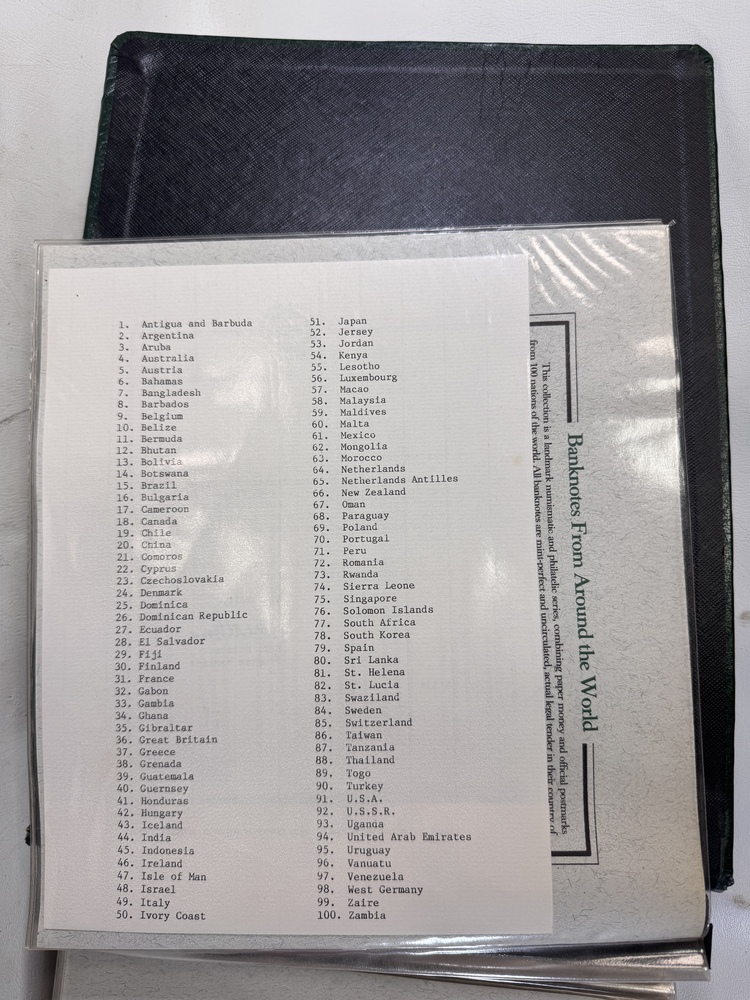 1. Antigua and Barbuda
2. Argentina
3. Aruba
4. Australia
5. Austria
6. Bahamas
7. Bangladesh
8. Barbados
9. Belgium
10. Belize
11. Bermuda
12. Bhutan
13. Bolivia
14. Botswana
15. Brazil
16. Bulgaria
17. Cameroon
18. Canada
19. Chile
20. China
21. Comoros
22. Cyprus
23. Czechoslovakia
24. Denmark
25. Dominica
26. Dominican Republic
27. Ecuador
28. El Salvador
29. Fiji
30. Finland
31. France
32. Gabon
33. Gambia
34. Ghana
35. Gibraltar
36. Great Britain
37. Greece
38. Grenada
39. Guatemala
40. Guernsey
41. Honduras
42. Hungary
43. Iceland
44. India
45. Indonesia
46. Ireland
47. Isle of Man
48. Israel
49. Italy
50. Ivory Coast
51. Japan
52. Jersey
53. Jordan
54. Kenya
55. Lesotho
56. Luxembourg
57. Macao
58. Malaysia
59. Maldives
60. Malta
61. Mexico
62. Mongolia
63. Morocco
64. Netherlands
65. Netherlands Antilles
66. New Zealand
67. Oman
68. Paraguay
69. Poland
70. Portugal
71. Peru
72. Romania
73. Rwanda
74. Sierra Leone
75. Singapore
76. Solomon Islands
77. South Africa
78. South Korea
79. Spain
80. Sri Lanka
81. St. Helena
82. St. Lucia
83. Swaziland
84. Sweden
85. Switzerland
86. Taiwan
87. Tanzania
88. Thailand
89. Togo
90. Turkey
91. U.S.A.
92. U.S.S.R.
93. Uganda
94. United Arab Emirates
95. Uruguay
96. Vanuatu
97. Venezuela
98. West Germany
99. Zaire
100. Zambia
Banknotes From Around the World
This collection is a landmark numismatic and philatelic series, combining paper money and official postmarks
from 100 nations of the world. All banknotes are mint-perfect and uncirculated, actual legal tender in their country of